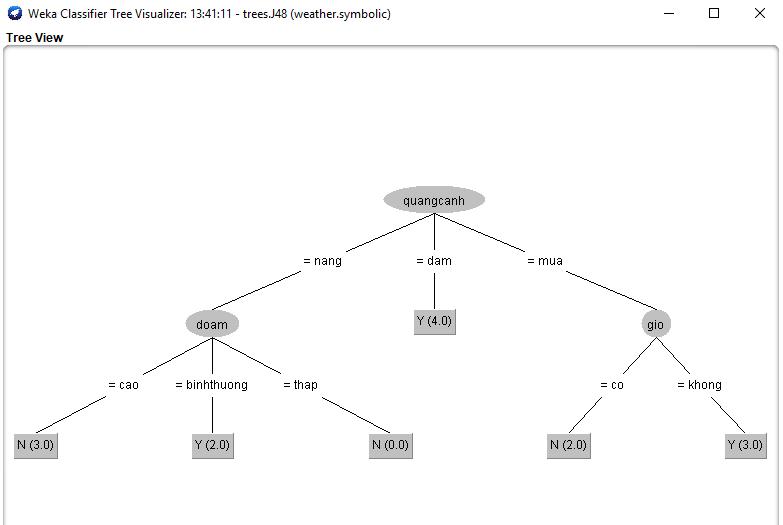 Weka Classifier Tree Visualizer: 13:41:11 - trees.J48 (weather.symbolic)
Tree View
quangcanh
= nang
= dam
= mua
doam
Y (4.0)
gio
= cao
= binhthuong
= thap
= co
= khong
N (3.0)
Y (2.0)
N (0.0)
N (2.0)
Y (3.0)